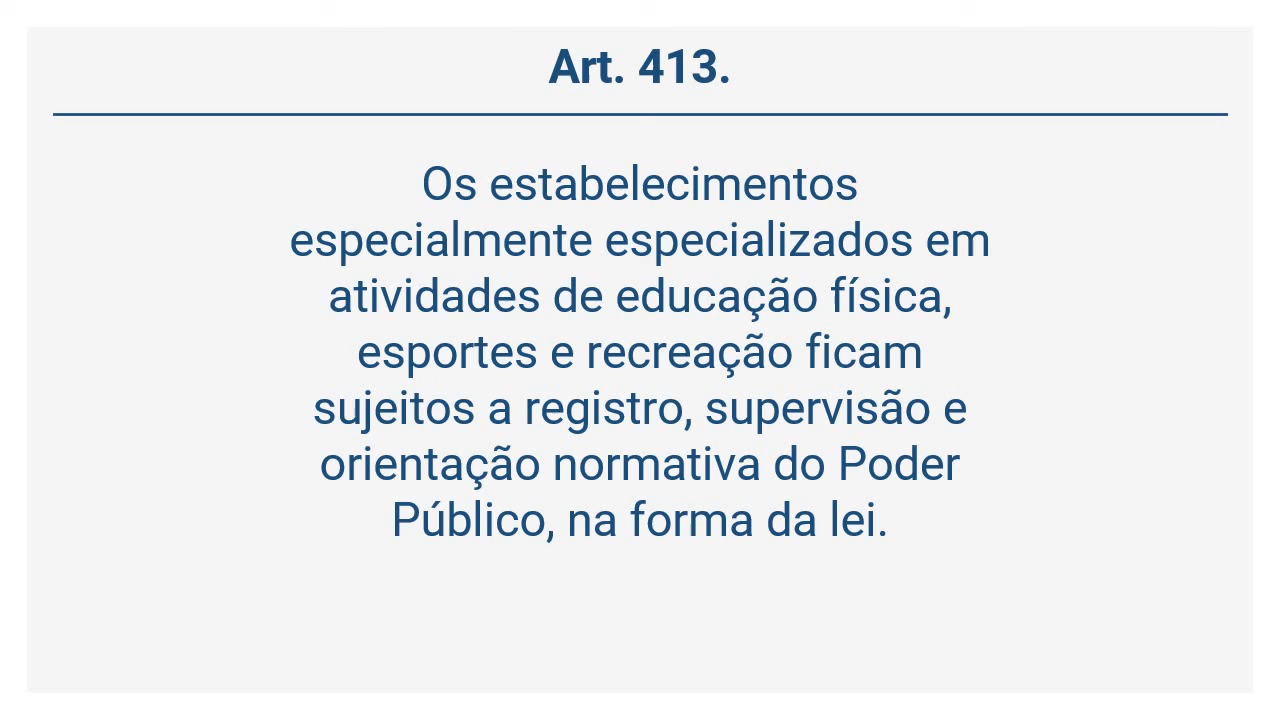 Art. 413.
Os estabelecimentos
especialmente especializados em
atividades de educação física,
esportes e recreação ficam
sujeitos a registro, supervisão e
orientação normativa do Poder
Público, na forma da lei.